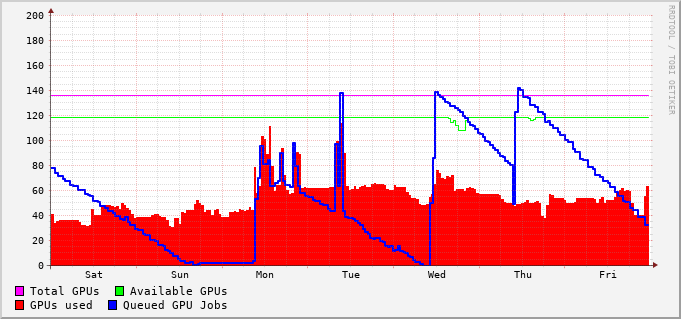 200
180
160
140
120
100
80
60
40
20
0
Sat Sun Mon Tue Wed Thu Fri
Total GPUs Available GPUs
GPUs used Queued GPU Jobs
RRDTOOL / TOBI OETIKER